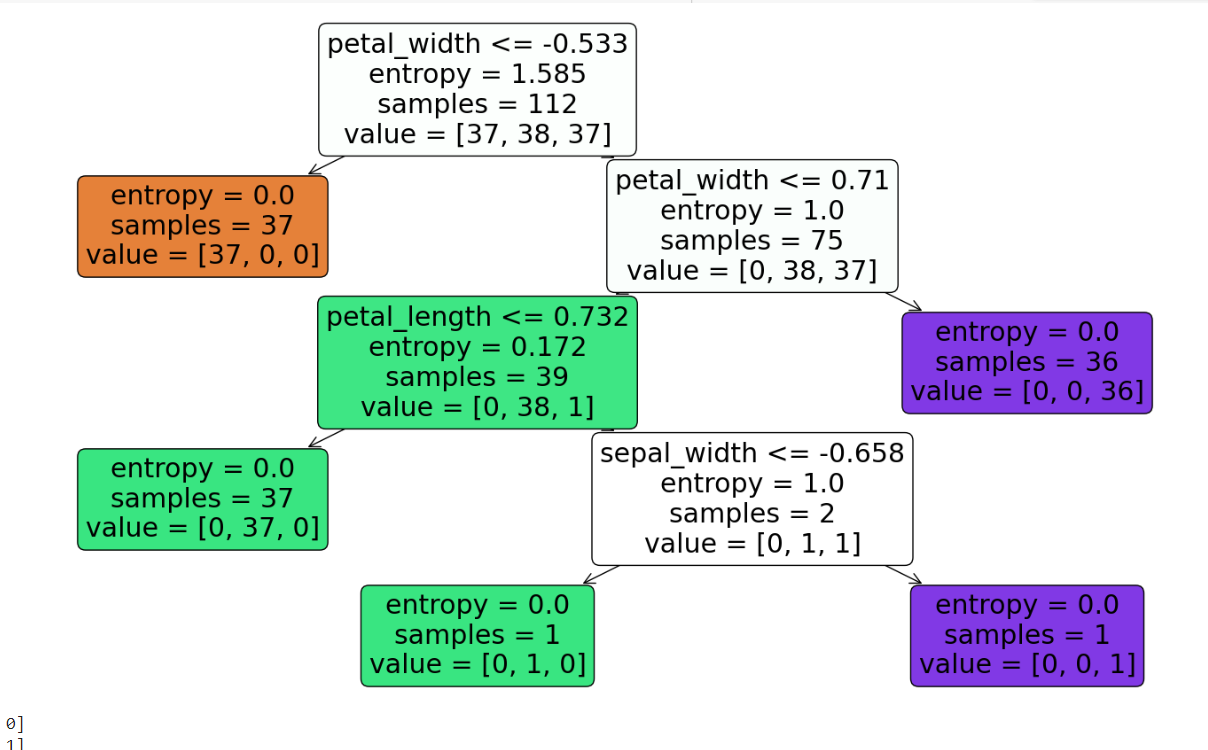 petal_width <= -0.533
entropy = 1.585
samples = 112
value = [37, 38, 37]
entropy = 0.0
samples = 37
value = [37, 0, 0]
petal_width <= 0.71
entropy = 1.0
samples = 75
value = [0, 38, 37]
petal_length <= 0.732
entropy = 0.172
samples = 39
value = [0, 38, 1]
entropy = 0.0
samples = 36
value = [0, 0, 36]
entropy = 0.0
samples = 37
value = [0, 37, 0]
sepal_width <= -0.658
entropy = 1.0
samples = 2
value = [0, 1, 1]
entropy = 0.0
samples = 1
value = [0, 1, 0]
entropy = 0.0
samples = 1
value = [0, 0, 1]
0]
1]